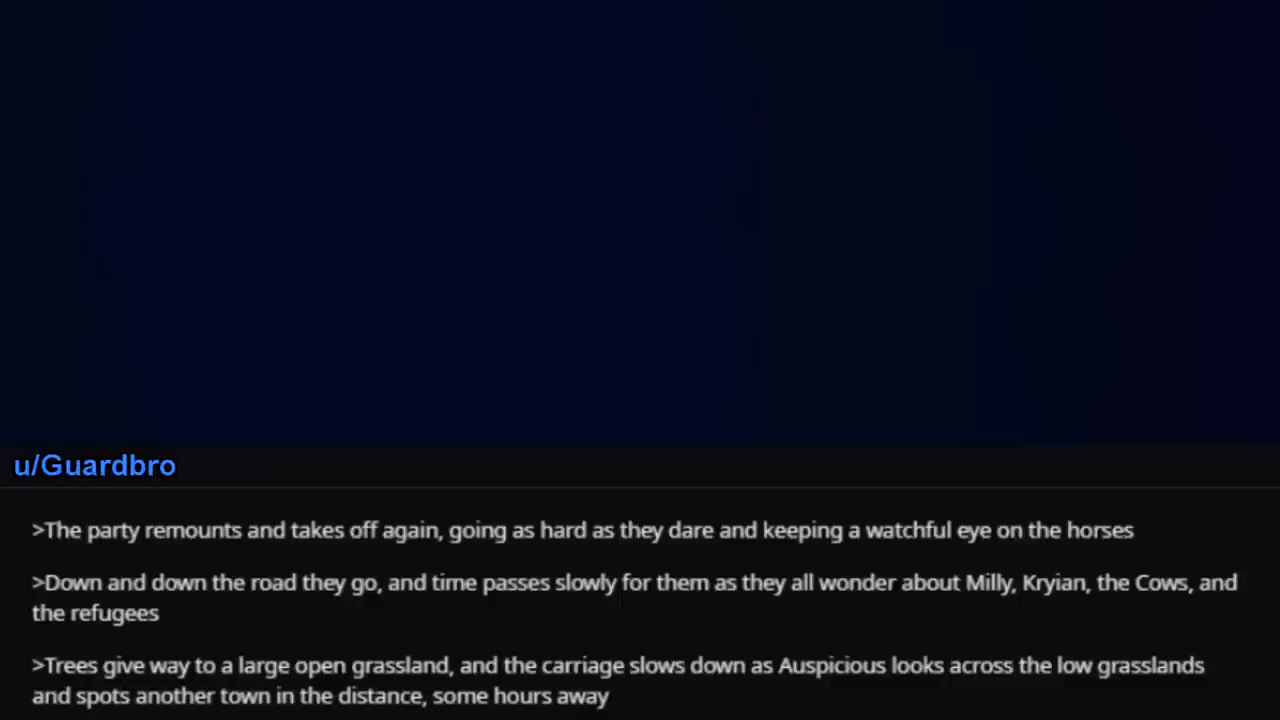 u/Guardbro
>The party remounts and takes off again, going as hard as they dare and keeping a watchful eye on the horses
>Down and down the road they go, and time passes slowly for them as they all wonder about Milly, Kryian, the Cows, and
the refugees
>Trees give way to a large open grassland, and the carriage slows down as Auspicious looks across the low grasslands
and spots another town in the distance, some hours away